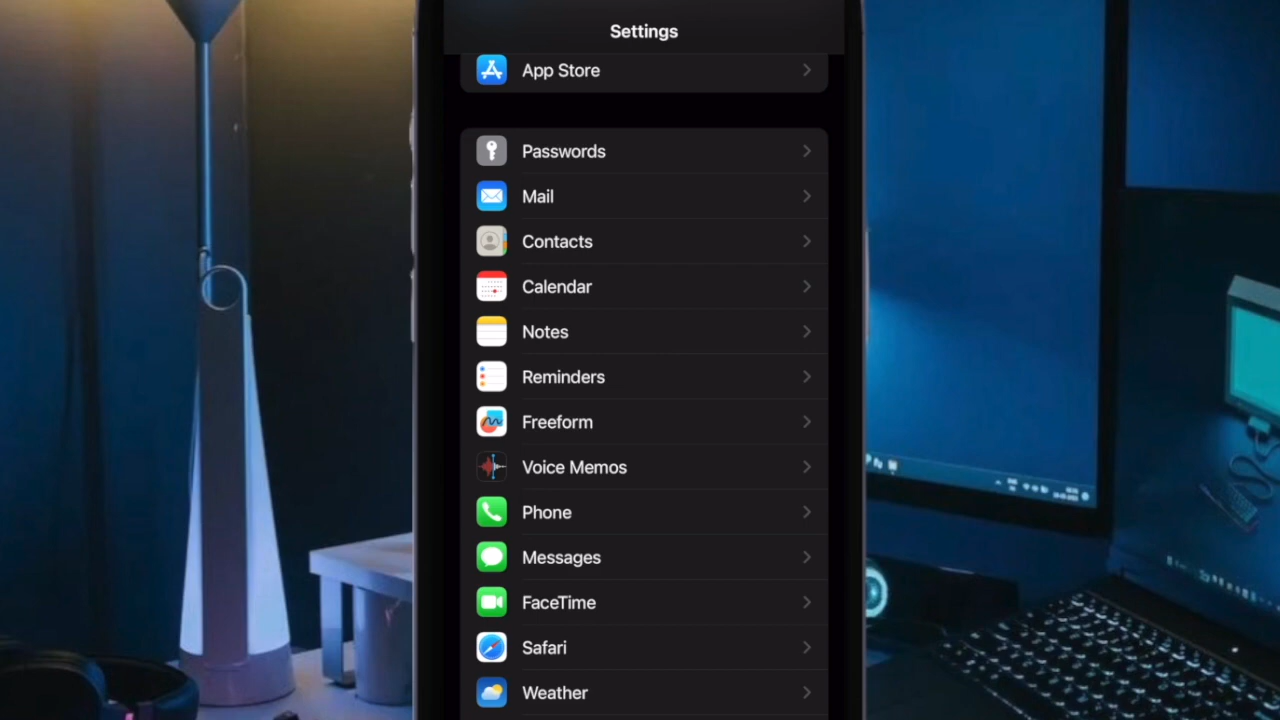 Settings
App Store
Passwords
Mail
Contacts
Calendar
Notes
Reminders
Freeform
Voice Memos
Phone
Messages
FaceTime
Safari
Weather